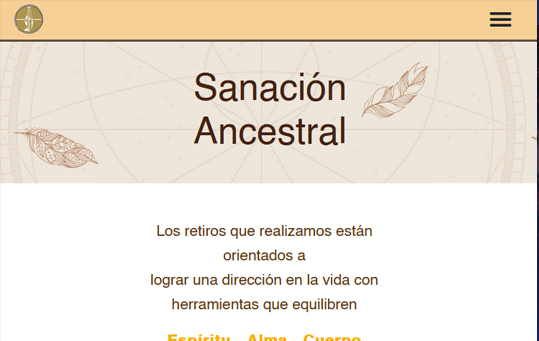 Sanación
Ancestral
Los retiros que realizamos están
orientados a
lograr una dirección en la vida con
herramientas que equilibren
Espíritu - Alma - Cuerpo